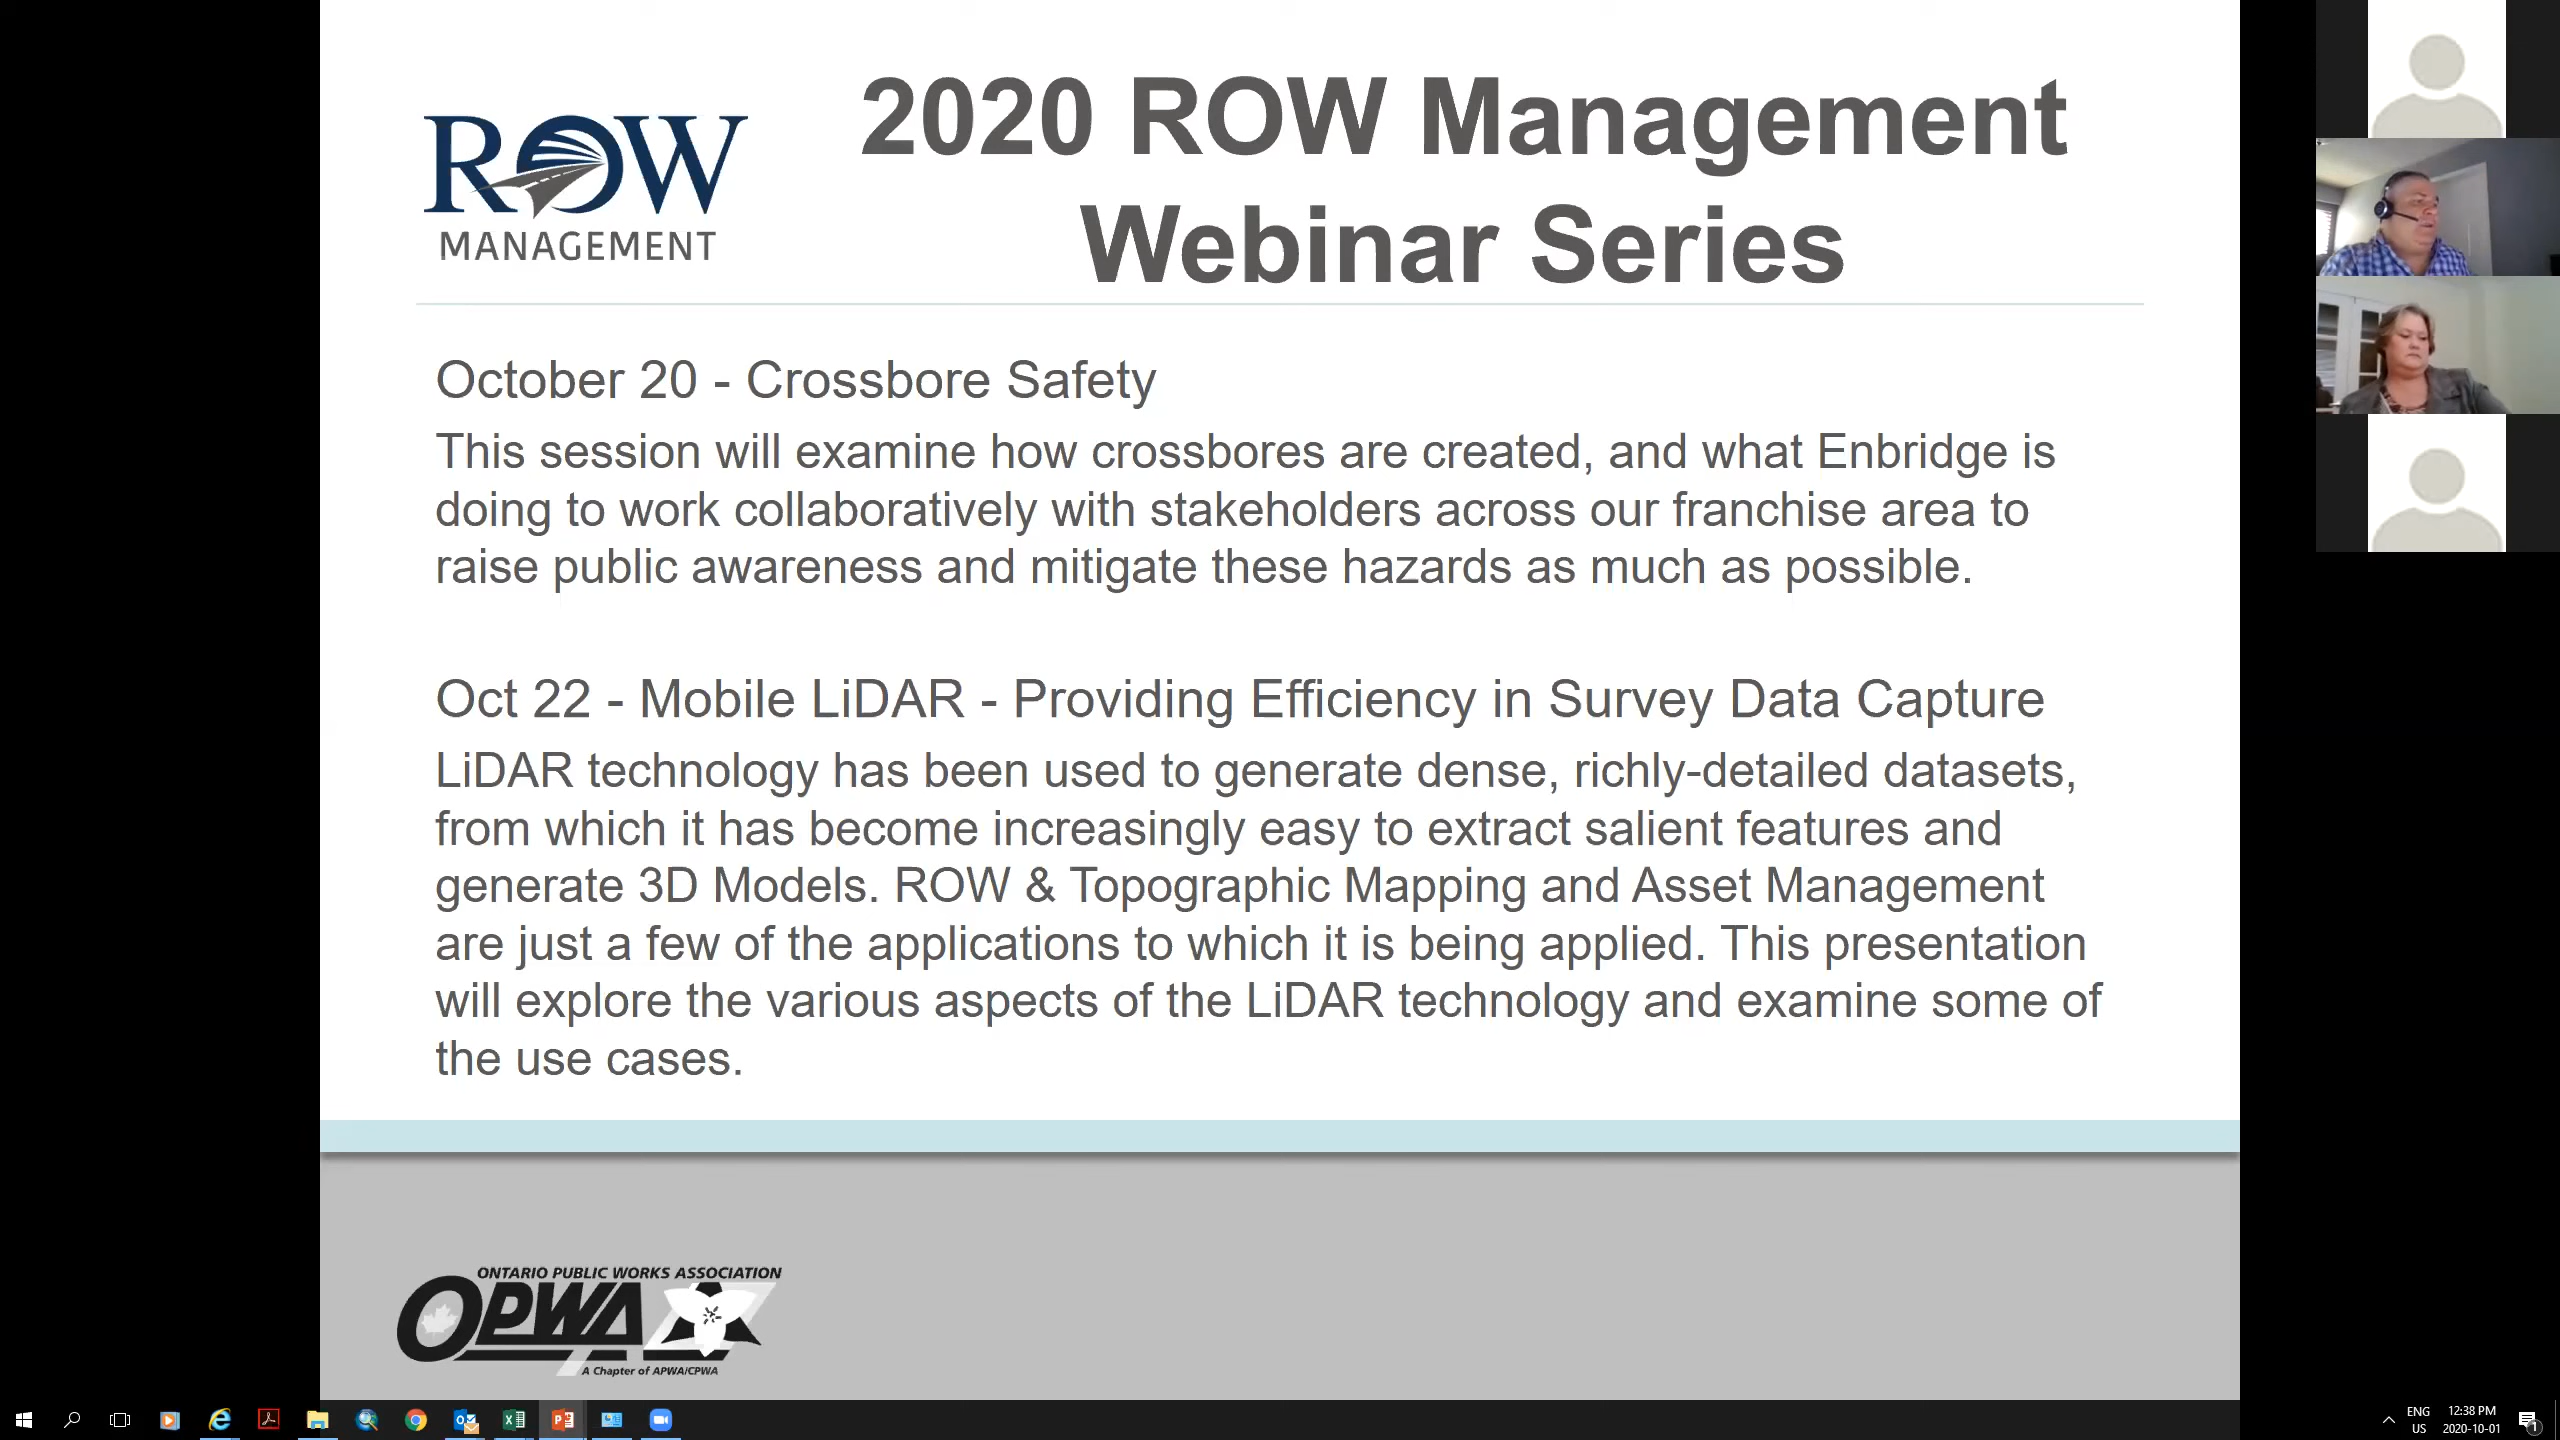 ROW
MANAGEMENT
2020 ROW Management
Webinar Series
October 20 - Crossbore Safety
This session will examine how crossbores are created, and what Enbridge is
doing to work collaboratively with stakeholders across our franchise area to
raise public awareness and mitigate these hazards as much as possible.
Oct 22 - Mobile LiDAR - Providing Efficiency in Survey Data Capture
LiDAR technology has been used to generate dense, richly-detailed datasets,
from which it has become increasingly easy to extract salient features and
generate 3D Models. ROW & Topographic Mapping and Asset Management
are just a few of the applications to which it is being applied. This presentation
will explore the various aspects of the LiDAR technology and examine some of
the use cases.
ONTARIO PUBLIC WORKS ASSOCIATION
OPWA
A Chapter of APWA/CPWA
ENG
US
12:38 PM
2020-10-01
1